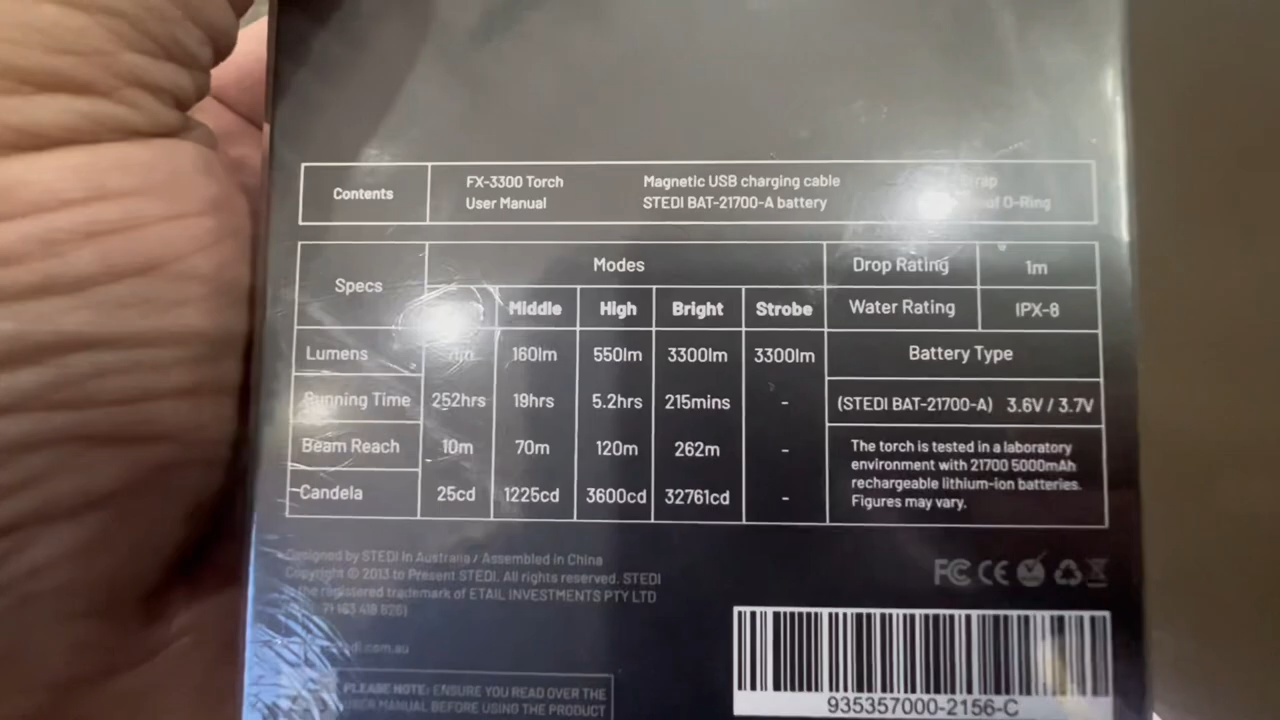 Contents
FX-3300 Torch
User Manual
Magnetic USB charging cable
STEDI BAT-21700-A battery
O-Ring
Specs
Modes
Middle High Bright Strobe
Lumens 160lm 550lm 3300lm 3300lm
Running Time 252hrs 19hrs 5.2hrs 215mins -
Beam Reach 10m 70m 120m 262m -
Candela 25cd 1225cd 3600cd 32761cd -
Drop Rating 1m
Water Rating IPX-8
Battery Type
(STEDI BAT-21700-A) 3.6V / 3.7V
The torch is tested in a laboratory
environment with 21700 5000mAh
rechargeable lithium-ion batteries.
Figures may vary.
Designed by STEDI In Australia / Assembled in China
Copyright © 2013 to Present STEDI. All rights reserved. STEDI
is the registered trademark of ETAIL INVESTMENTS PTY LTD
FC CE
PLEASE NOTE: ENSURE YOU READ OVER THE
USER MANUAL BEFORE USING THE PRODUCT
935357000-2156-C